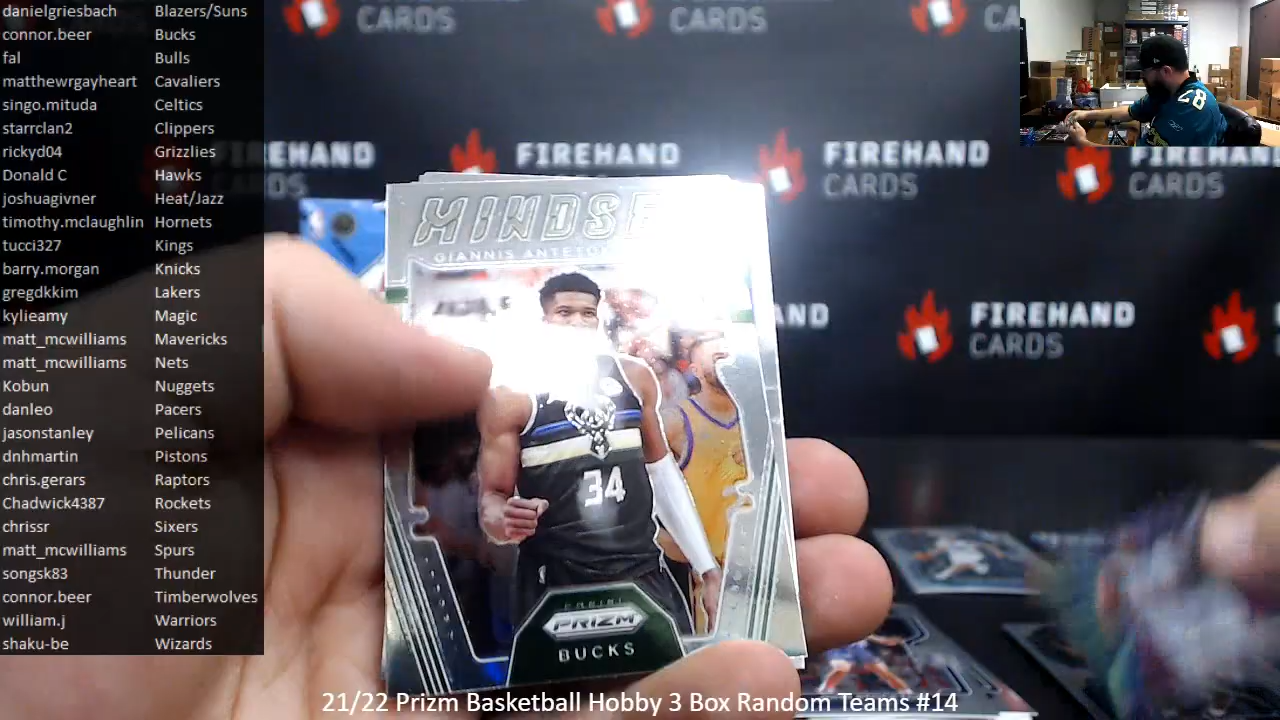 danielgriesbach Blazers/Suns
connor.beer Bucks
fal Bulls
matthewrgayheart Cavaliers
singo.mituda Celtics
starrclan2 Clippers
rickyd04 Grizzlies
Donald C Hawks
joshuagivner Heat/Jazz
timothy.mclaughlin Hornets
tucci327 Kings
barry.morgan Knicks
gregdkkim Lakers
kylieamy Magic
matt_mcwilliams Mavericks
matt_mcwilliams Nets
Kobun Nuggets
danleo Pacers
jasonstanley Pelicans
dnhmartin Pistons
chris.gerars Raptors
Chadwick4387 Rockets
chrissr Sixers
matt_mcwilliams Spurs
songsk83 Thunder
connor.beer Timberwolves
william.j Warriors
shaku-be Wizards
CARDS
CARDS
FIREHAND
CARDS
FIREHAND
FIREHAND
CARDS
FIREHAND
CARDS
FIREHAND
CARDS
MINDSE
GIANNIS
34
PANINI
PRIZM
BUCKS
21/22 Prizm Basketball Hobby 3 Box Random Teams #14